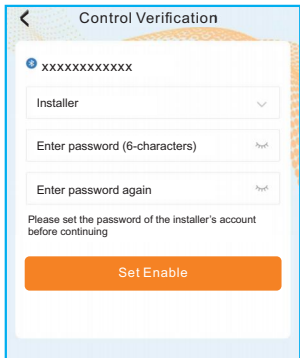 Control Verification
xxxxxxxxxxxx
Installer
Enter password (6-characters)
Enter password again
Please set the password of the installer's account
before continuing
Set Enable